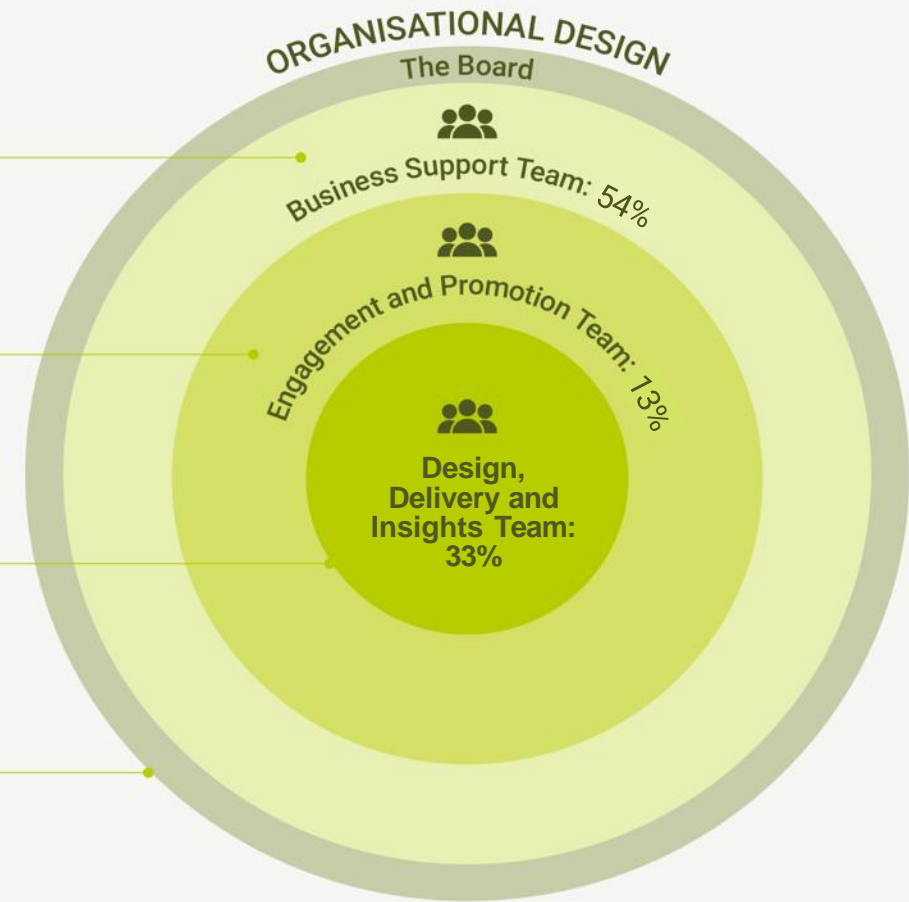 ORGANISATIONAL DESIGN
The Board
Business Support Team: 54%
Engagement and Promotion Team: 13%
Design,
Delivery and
Insights Team:
33%